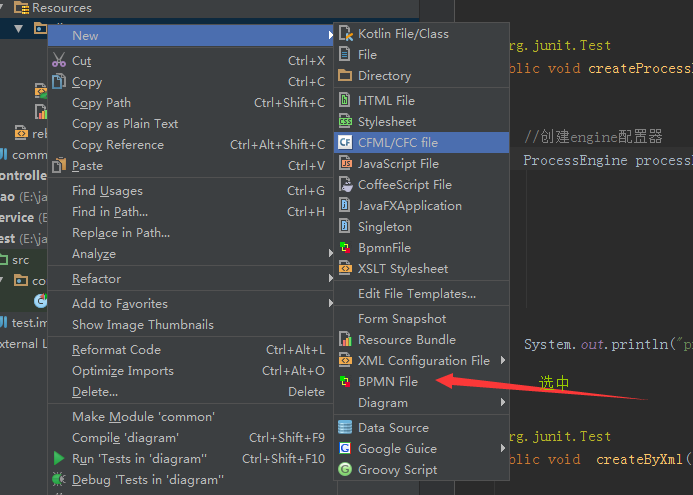 Resources
New
Cut Ctrl+X
Copy Ctrl+C
Copy Path Ctrl+Shift+C
Copy as Plain Text
Copy Reference Ctrl+Alt+Shift+C
Paste Ctrl+V
Find Usages Ctrl+G
Find in Path... Ctrl+H
Replace in Path...
Analyze
Refactor
Add to Favorites
Show Image Thumbnails
Reformat Code Ctrl+Alt+L
Optimize Imports Ctrl+Alt+O
Delete... Delete
Make Module 'common'
Compile 'diagram' Ctrl+Shift+F9
Run 'Tests in 'diagram'' Ctrl+Shift+F10
Debug 'Tests in 'diagram''
Kotlin File/Class
File
Directory
HTML File
Stylesheet
CFML/CFC file
JavaScript File
CoffeeScript File
JavaFXApplication
Singleton
BpmnFile
XSLT Stylesheet
Edit File Templates...
Form Snapshot
Resource Bundle
XML Configuration File
BPMN File
Diagram
Data Source
Google Guice
Groovy Script
reb
comm
ontrolle
ao (E:\ja
ervice (
est (E:\ja
src
co
test.im
xternal L
rg.junit.Test
blic void createProcessE
//创建engine配置器
ProcessEngine processE
System.out.println("p
选中
rg.junit.Test
blic void createByXml(